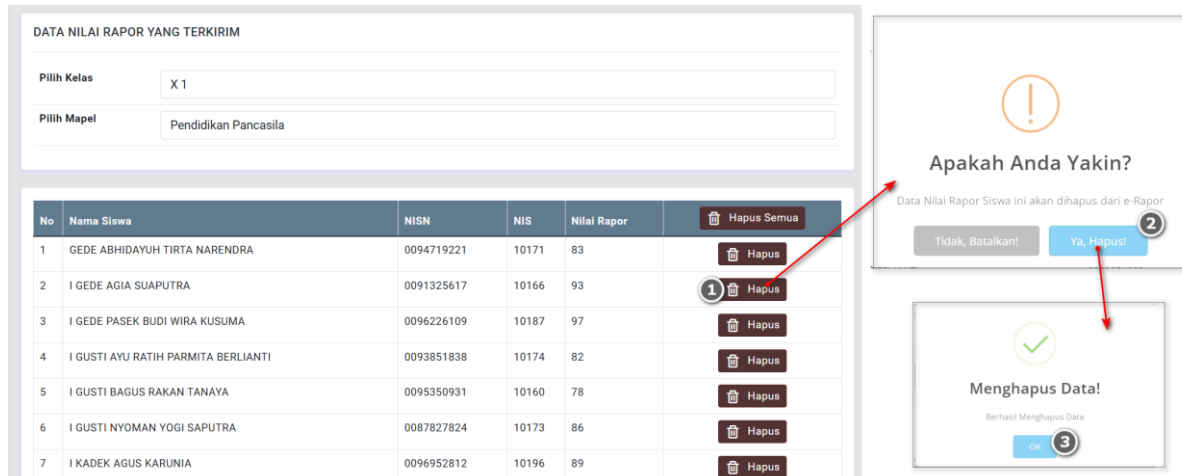 DATA NILAI RAPOR YANG TERKIRIM
Pilih Kelas X 1
Pilih Mapel Pendidikan Pancasila
No Nama Siswa NISN NIS Nilai Rapor Hapus Semua
1 GEDE ABHIDAYUH TIRTA NARENDRA 0094719221 10171 83 Hapus
2 I GEDE AGIA SUAPUTRA 0091325617 10166 93 1 Hapus
3 I GEDE PASEK BUDI WIRA KUSUMA 0096226109 10187 97 Hapus
4 I GUSTI AYU RATIH PARMITA BERLIANTI 0093851838 10174 82 Hapus
5 I GUSTI BAGUS RAKAN TANAYA 0095350931 10160 78 Hapus
6 I GUSTI NYOMAN YOGI SAPUTRA 0087827824 10173 86 Hapus
7 I KADEK AGUS KARUNIA 0096952812 10196 89 Hapus
Apakah Anda Yakin?
Data Nilai Rapor Siswa ini akan dihapus dari e-Rapor
2
Tidak, Batalkan! Ya, Hapus!
Menghapus Data!
Berhasil Menghapus Data
OK 3